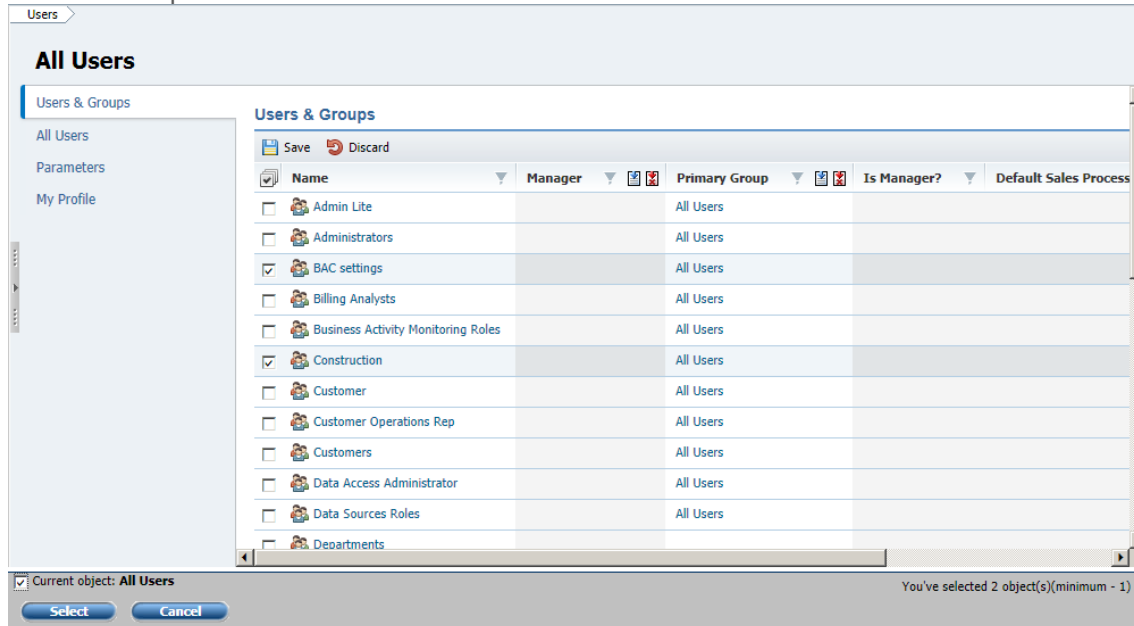 Users
All Users
Users & Groups
All Users
Parameters
My Profile
Users & Groups
Save Discard
Name Manager Primary Group Is Manager? Default Sales Process
Admin Lite All Users
Administrators All Users
BAC settings All Users
Billing Analysts All Users
Business Activity Monitoring Roles All Users
Construction All Users
Customer All Users
Customer Operations Rep All Users
Customers All Users
Data Access Administrator All Users
Data Sources Roles All Users
Departments
Current object: All Users
You've selected 2 object(s)(minimum - 1)
Select Cancel